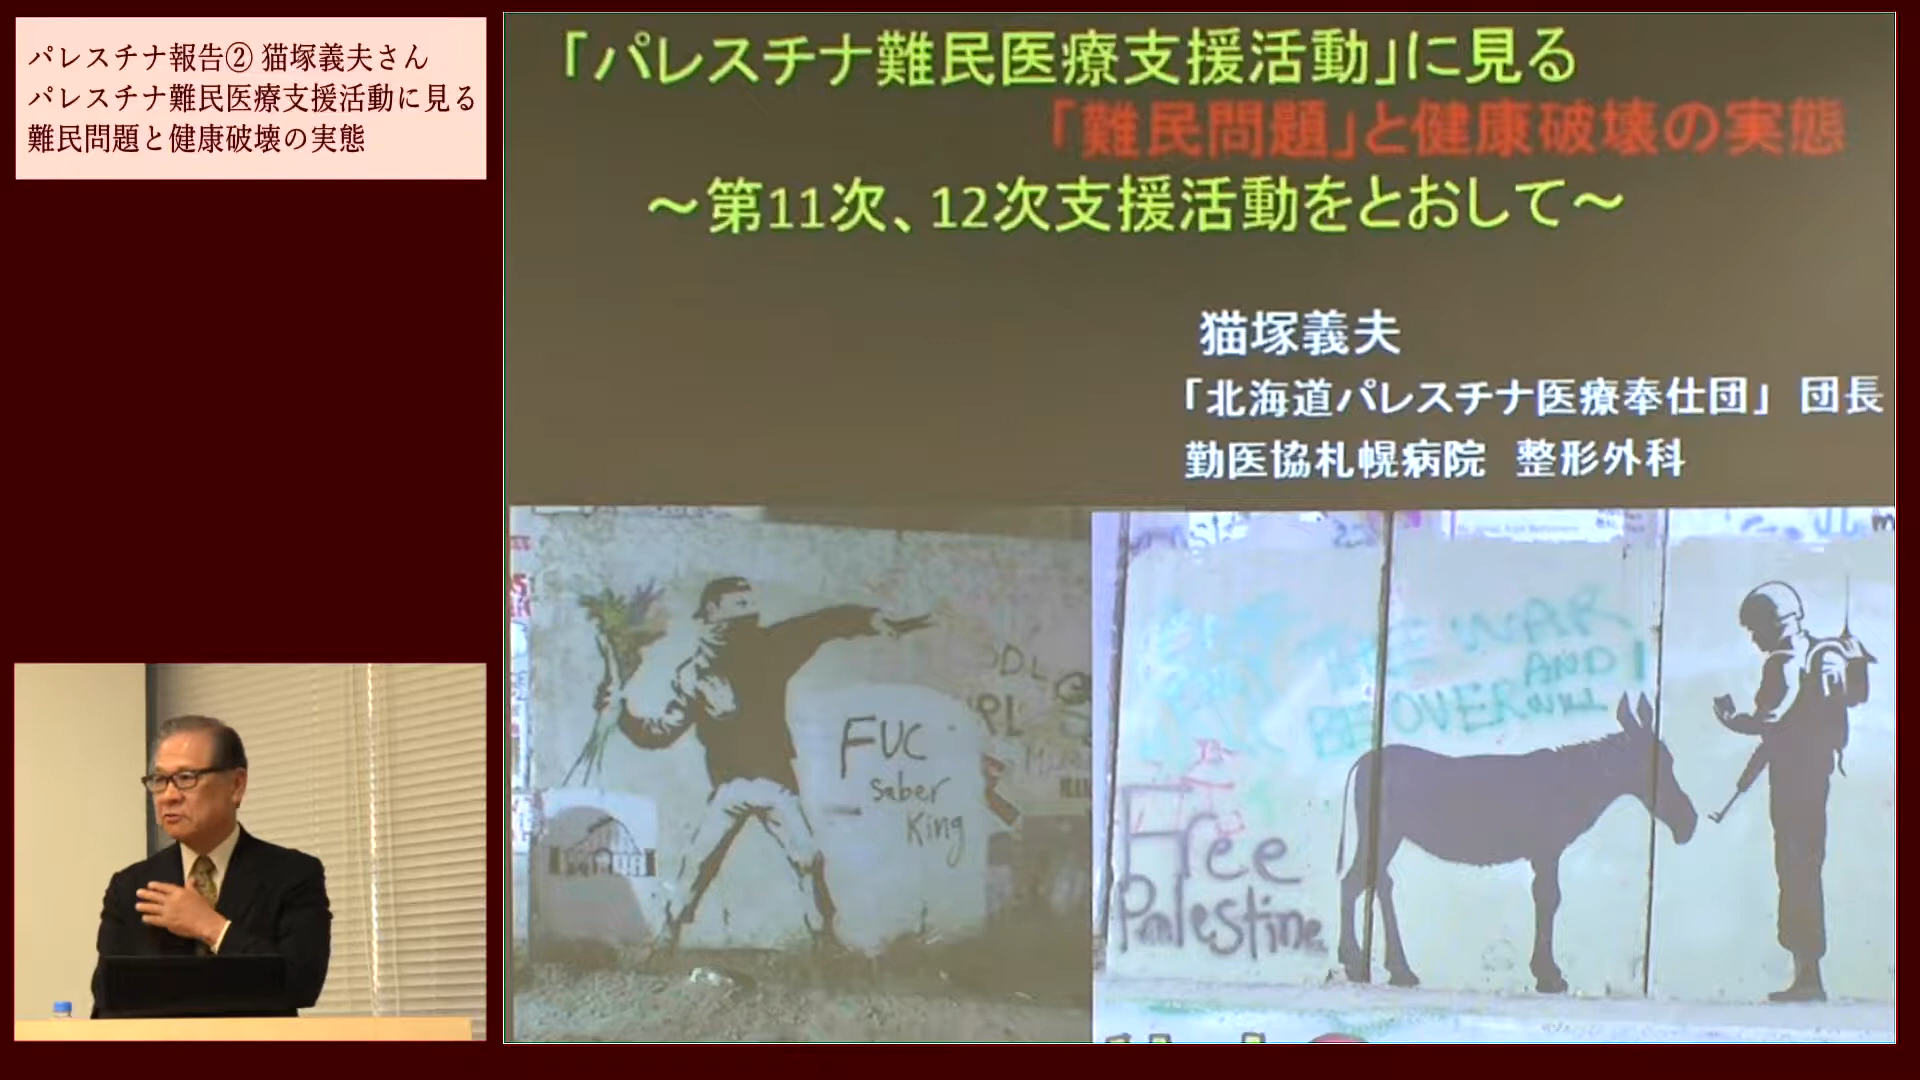 パレスチナ報告② 猫塚義夫さん
パレスチナ難民医療支援活動に見る
難民問題と健康破壊の実態
「パレスチナ難民医療支援活動」に見る
「難民問題」と健康破壊の実態
～第11次、12次支援活動をとおして～
猫塚義夫
「北海道パレスチナ医療奉仕団」 団長
勤医協札幌病院 整形外科
FUC
saber
King
THE WAR
BE OVER
AND I
WILL
Free
Palestine